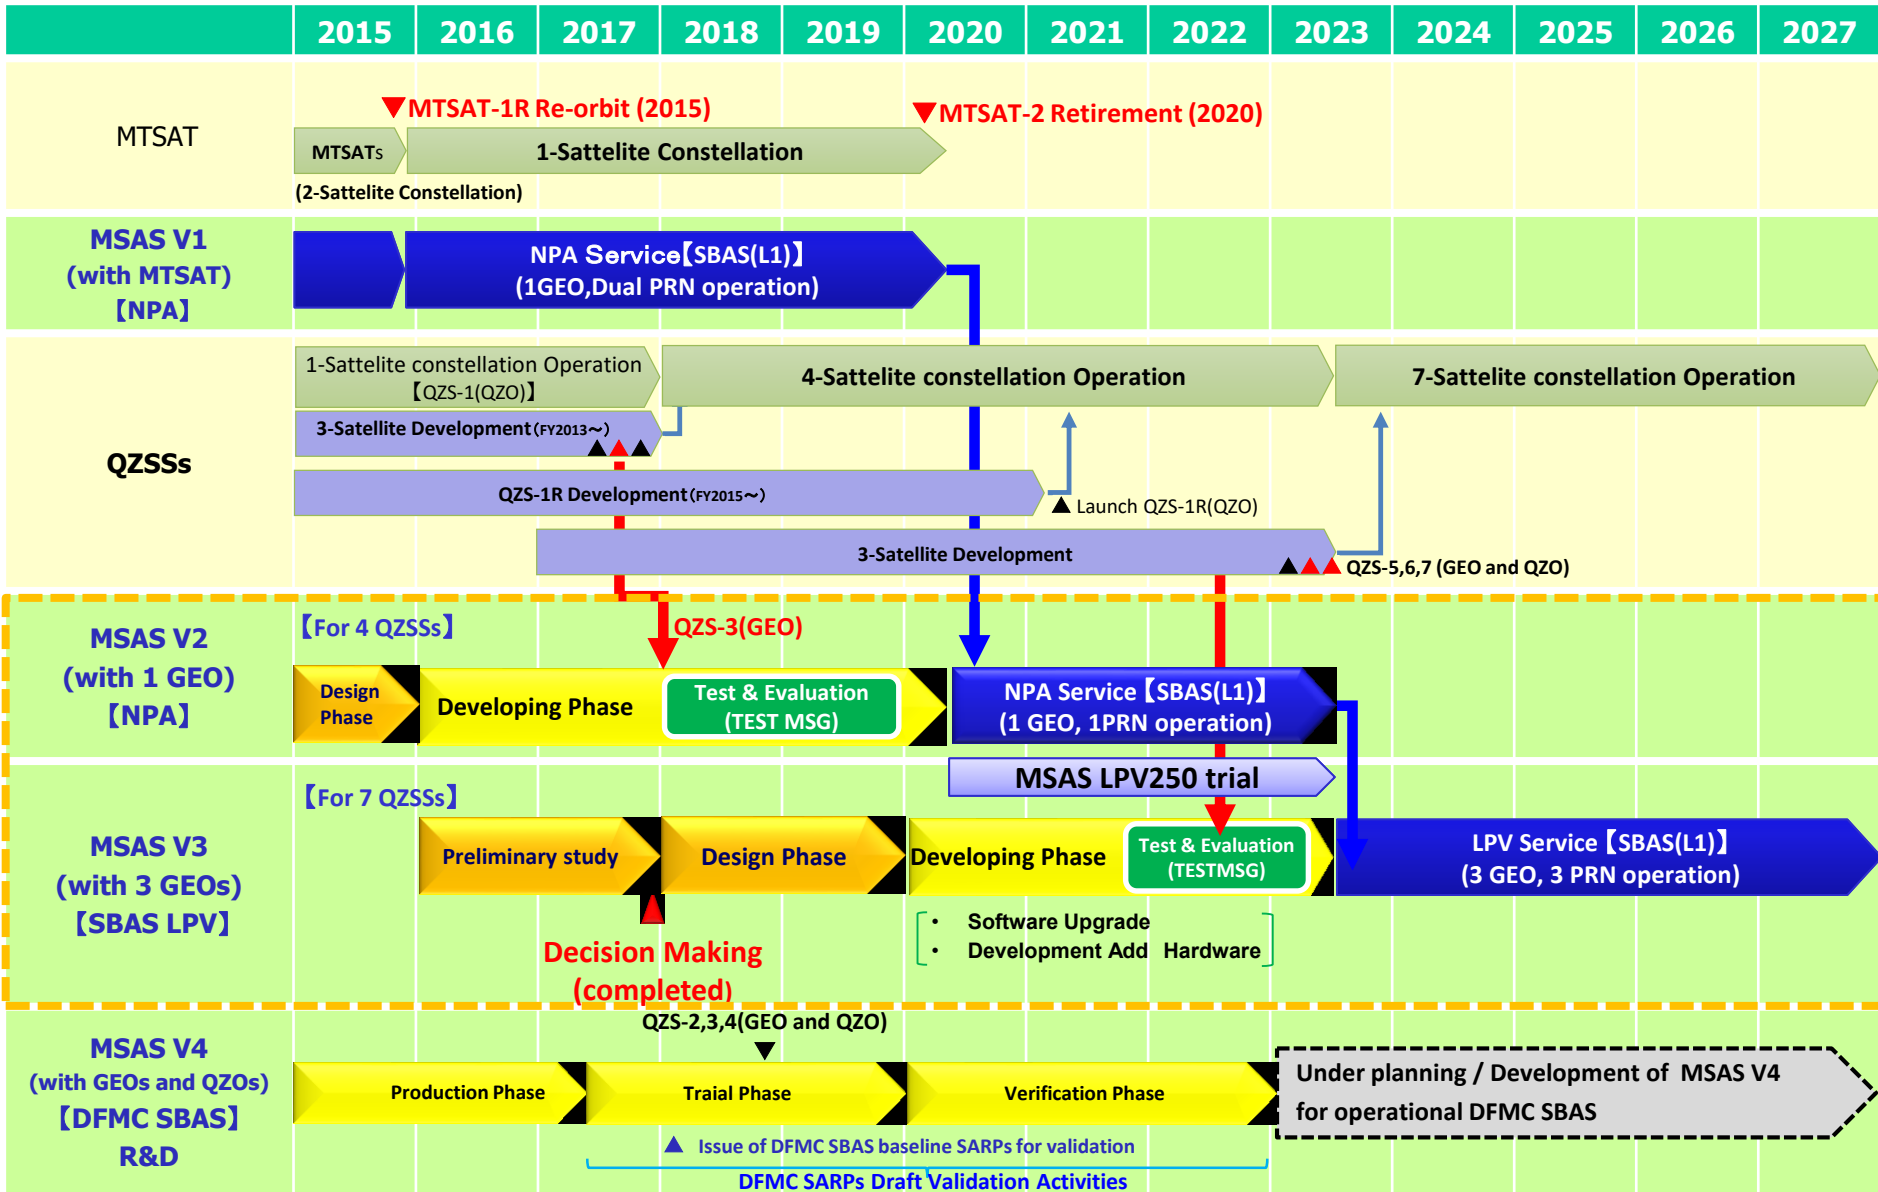 2015 2016 2017 2018 2019 2020 2021 2022 2023 2024 2025 2026 2027
MTSAT
MTSAT-1R Re-orbit (2015)
MTSAT-2 Retirement (2020)
MTSATs
1-Sattelite Constellation
(2-Sattelite Constellation)
MSAS V1
(with MTSAT)
【NPA】
NPA Service【SBAS(L1)】
(1GEO,Dual PRN operation)
QZSSs
1-Sattelite constellation Operation
【QZS-1(QZO)】
4-Sattelite constellation Operation
7-Sattelite constellation Operation
3-Satellite Development(FY2013~)
QZS-1R Development(FY2015~)
Launch QZS-1R(QZO)
3-Satellite Development
QZS-5,6,7 (GEO and QZO)
MSAS V2
(with 1 GEO)
【NPA】
【For 4 QZSSs】
QZS-3(GEO)
Design
Phase
Developing Phase
Test & Evaluation
(TEST MSG)
NPA Service【SBAS(L1)】
(1 GEO, 1PRN operation)
MSAS LPV250 trial
MSAS V3
(with 3 GEOs)
【SBAS LPV】
【For 7 QZSSs】
Preliminary study
Design Phase
Developing Phase
Test & Evaluation
(TESTMSG)
LPV Service【SBAS(L1)】
(3 GEO, 3 PRN operation)
Decision Making
(completed)
• Software Upgrade
• Development Add Hardware
MSAS V4
(with GEOs and QZOs)
【DFMC SBAS】
R&D
QZS-2,3,4(GEO and QZO)
Production Phase
Traial Phase
Verification Phase
Under planning / Development of MSAS V4
for operational DFMC SBAS
Issue of DFMC SBAS baseline SARPs for validation
DFMC SARPs Draft Validation Activities